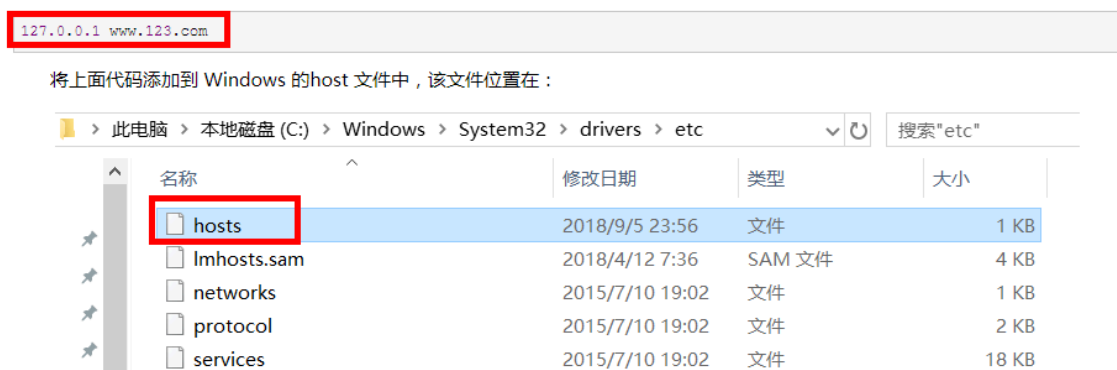 127.0.0.1 www.123.com
将上面代码添加到 Windows 的host 文件中，该文件位置在：
此电脑 > 本地磁盘 (C:) > Windows > System32 > drivers > etc 搜索"etc"
名称 修改日期 类型 大小
hosts 2018/9/5 23:56 文件 1 KB
lmhosts.sam 2018/4/12 7:36 SAM 文件 4 KB
networks 2015/7/10 19:02 文件 1 KB
protocol 2015/7/10 19:02 文件 2 KB
services 2015/7/10 19:02 文件 18 KB